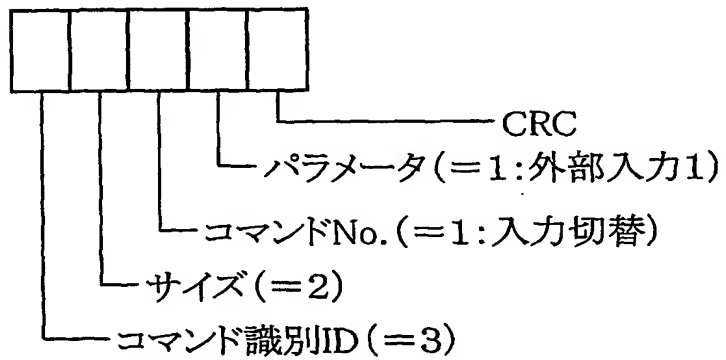 CRC
パラメータ(=1:外部入力1)
コマンドNo.(=1:入力切替)
サイズ(=2)
コマンド識別ID(=3)